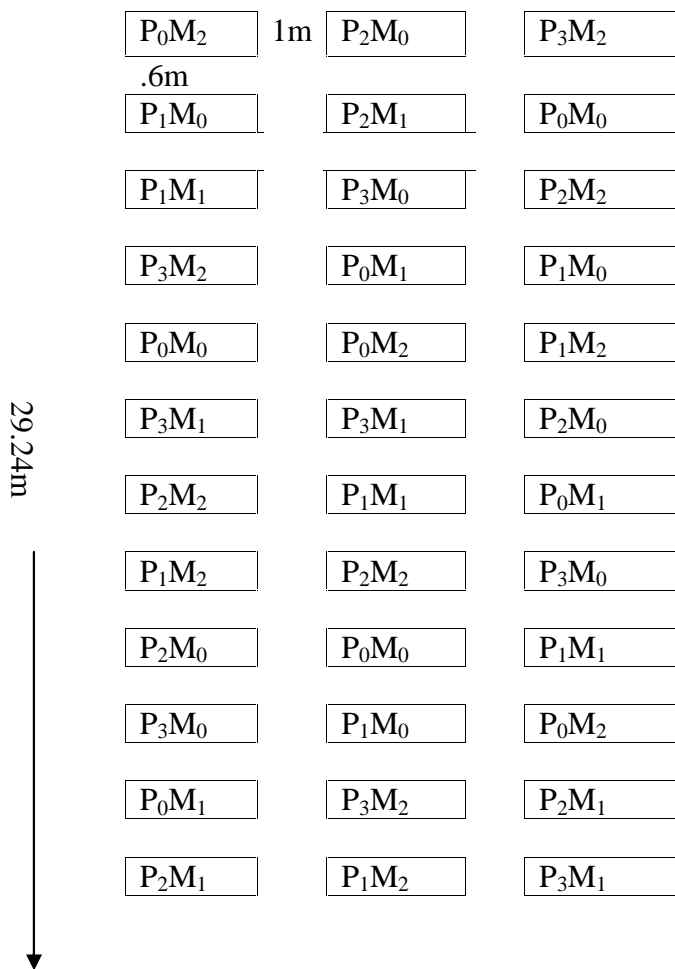 P₀M₂ 1m P₂M₀ P₃M₂
.6m
P₁M₀ P₂M₁ P₀M₀
P₁M₁ P₃M₀ P₂M₂
P₃M₂ P₀M₁ P₁M₀
P₀M₀ P₀M₂ P₁M₂
P₃M₁ P₃M₁ P₂M₀
29.24m
P₂M₂ P₁M₁ P₀M₁
P₁M₂ P₂M₂ P₃M₀
P₂M₀ P₀M₀ P₁M₁
P₃M₀ P₁M₀ P₀M₂
P₀M₁ P₃M₂ P₂M₁
P₂M₁ P₁M₂ P₃M₁